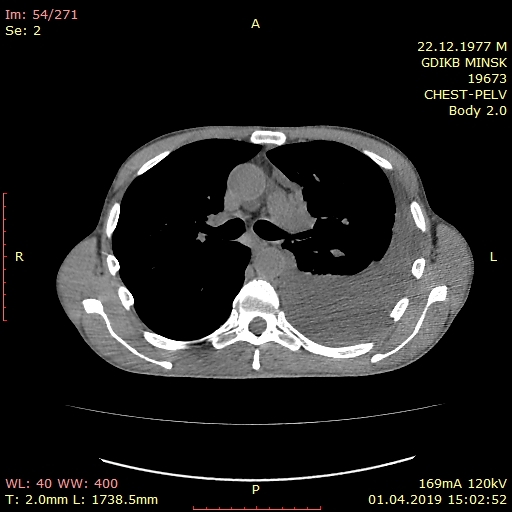 Im: 54/271
Se: 2
A
22.12.1977 M
GDIKB MINSK
19673
CHEST-PELV
Body 2.0
R
L
WL: 40 WW: 400
T: 2.0mm L: 1738.5mm
P
169mA 120kV
01.04.2019 15:02:52